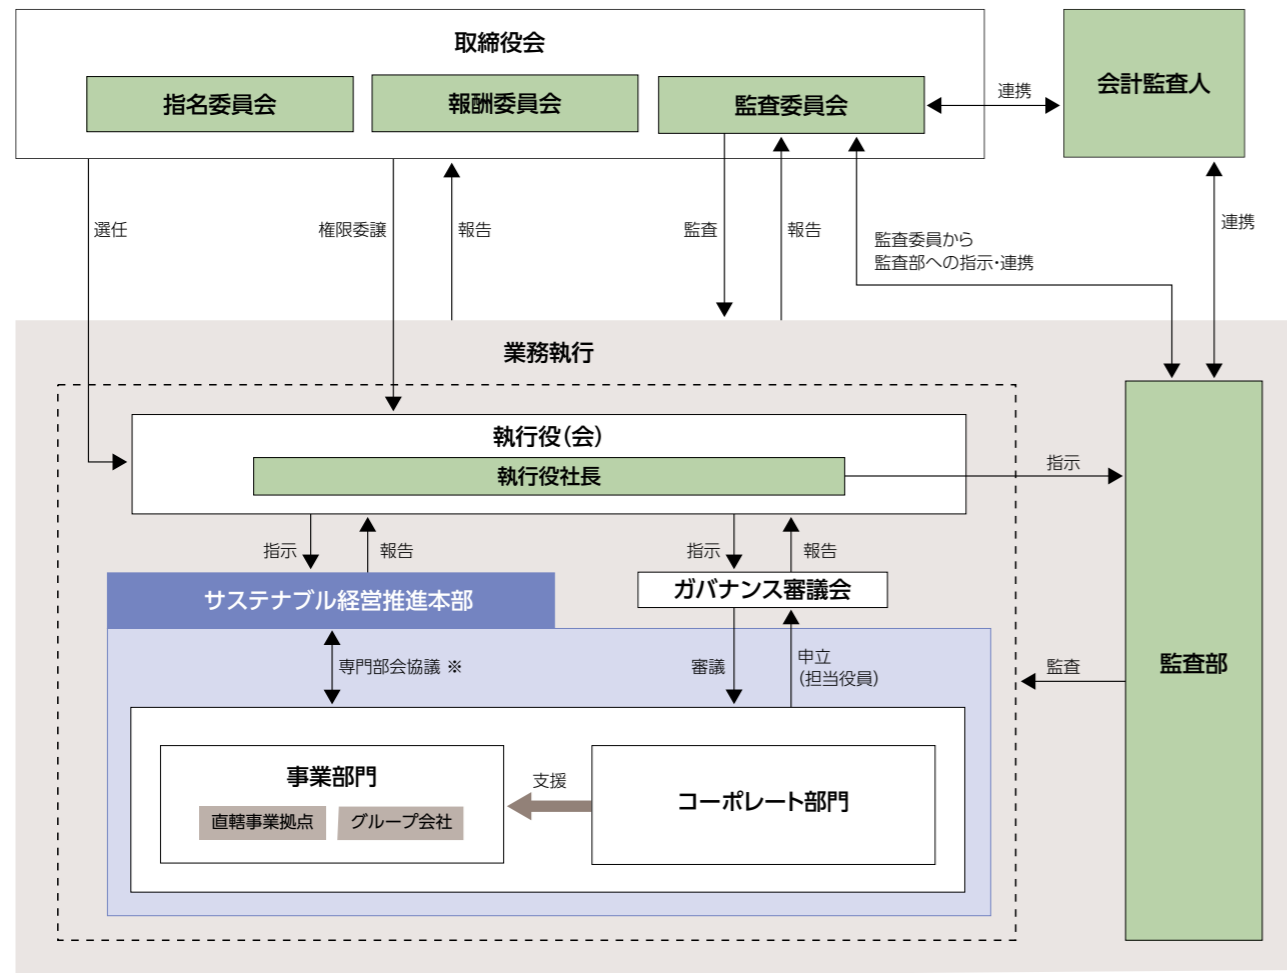 取締役会
指名委員会
報酬委員会
監査委員会
連携
会計監査人
選任
権限委譲
報告
監査
報告
監査委員から
監査部への指示・連携
連携
業務執行
執行役（会）
執行役社長
指示
指示
報告
指示
報告
サステナブル経営推進本部
ガバナンス審議会
専門部会協議 ※
審議
申立
（担当役員）
監査
監査部
事業部門
直轄事業拠点
グループ会社
支援
コーポレート部門